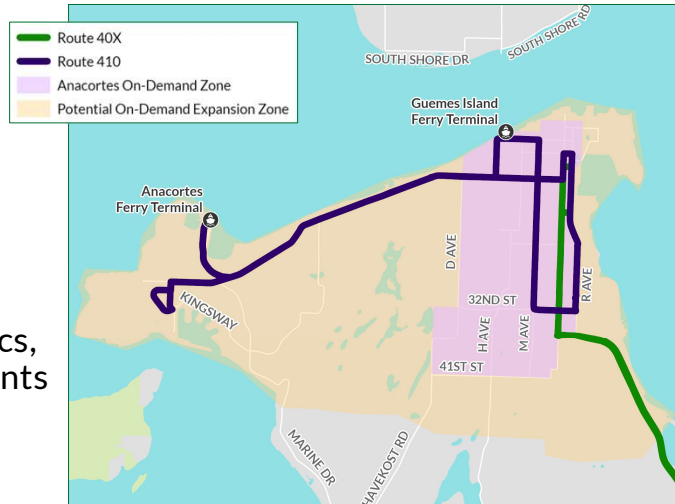 Route 40X
Route 410
Anacortes On-Demand Zone
Potential On-Demand Expansion Zone
SOUTH SHORE DR
SOUTH SHORE RD
Guemes Island
Ferry Terminal
Anacortes
Ferry Terminal
D AVE
R AVE
KINGSWAY
32ND ST
H AVE
M AVE
cs,
nts
41ST ST
MARINE DR
HAVEKOST RD